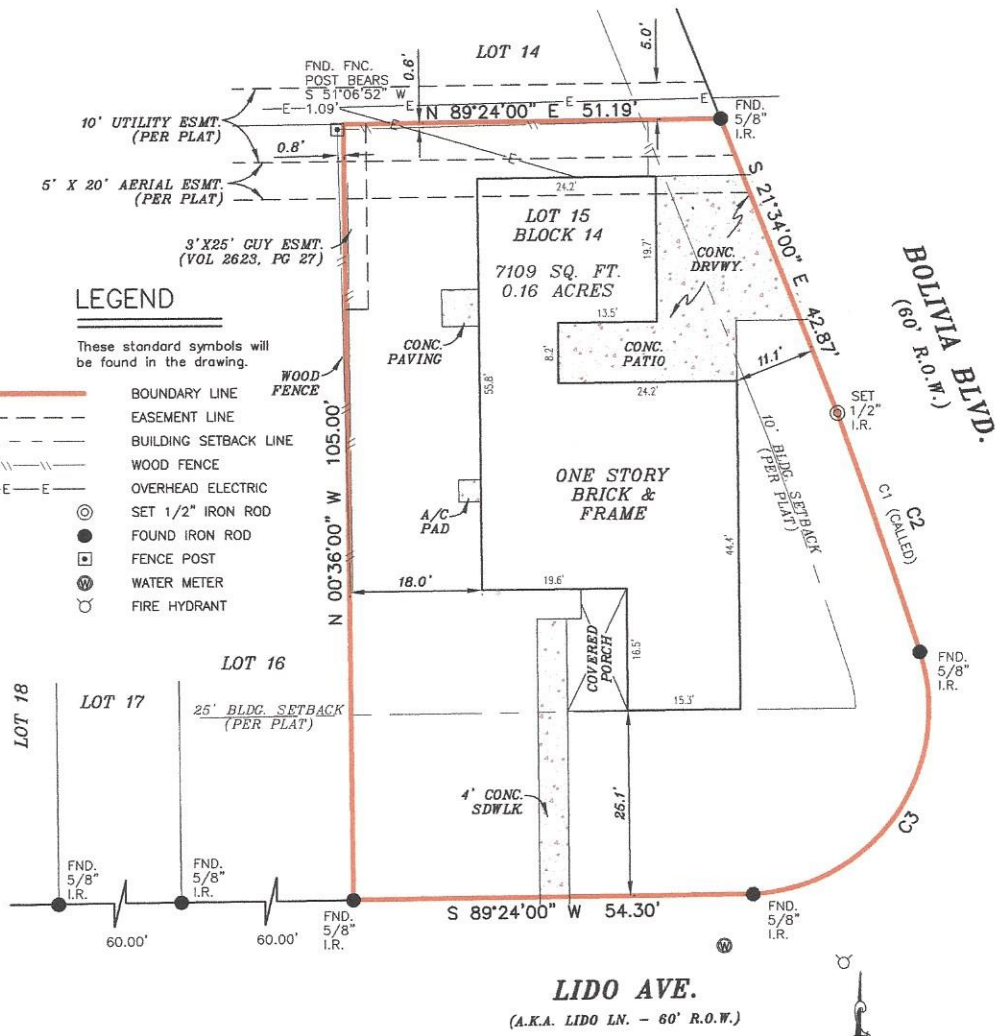 LOT 14
5.0'
0.6'
FND. FNC.
POST BEARS
S 51°06'52" W
1.09'
E
E
E
E
N 89°24'00" E 51.19'
FND.
5/8"
I.R.
10' UTILITY ESMT.
(PER PLAT)
0.8'
E
E
5' X 20' AERIAL ESMT.
(PER PLAT)
24.2'
S 21°34'00" E 42.87'
3'X25' GUY ESMT.
(VOL 2623, PG 27)
LOT 15
BLOCK 14
7109 SQ. FT.
0.16 ACRES
19.7'
CONC.
DRVWY.
BOLIVIA BLVD.
(60' R.O.W.)
LEGEND
These standard symbols will
be found in the drawing.
BOUNDARY LINE
EASEMENT LINE
BUILDING SETBACK LINE
WOOD FENCE
E E
OVERHEAD ELECTRIC
SET 1/2" IRON ROD
FOUND IRON ROD
FENCE POST
W
WATER METER
FIRE HYDRANT
CONC.
PAVING
13.5'
8.2'
CONC.
PATIO
24.2'
11.1'
WOOD
FENCE
55.8'
SET
1/2"
I.R.
N 00°36'00" W 105.00'
10' BLDG. SETBACK
(PER PLAT)
ONE STORY
BRICK &
FRAME
C1 C2
(CALLED)
A/C
PAD
44.4'
18.0'
19.6'
COVERED
PORCH
16.5'
FND.
5/8"
I.R.
LOT 16
LOT 17
LOT 18
25' BLDG. SETBACK
(PER PLAT)
15.3'
4' CONC.
SDWLK.
25.1'
C3
FND.
5/8"
I.R.
FND.
5/8"
I.R.
60.00'
60.00'
FND.
5/8"
I.R.
S 89°24'00" W 54.30'
FND.
5/8"
I.R.
W
LIDO AVE.
(A.K.A. LIDO LN. - 60' R.O.W.)